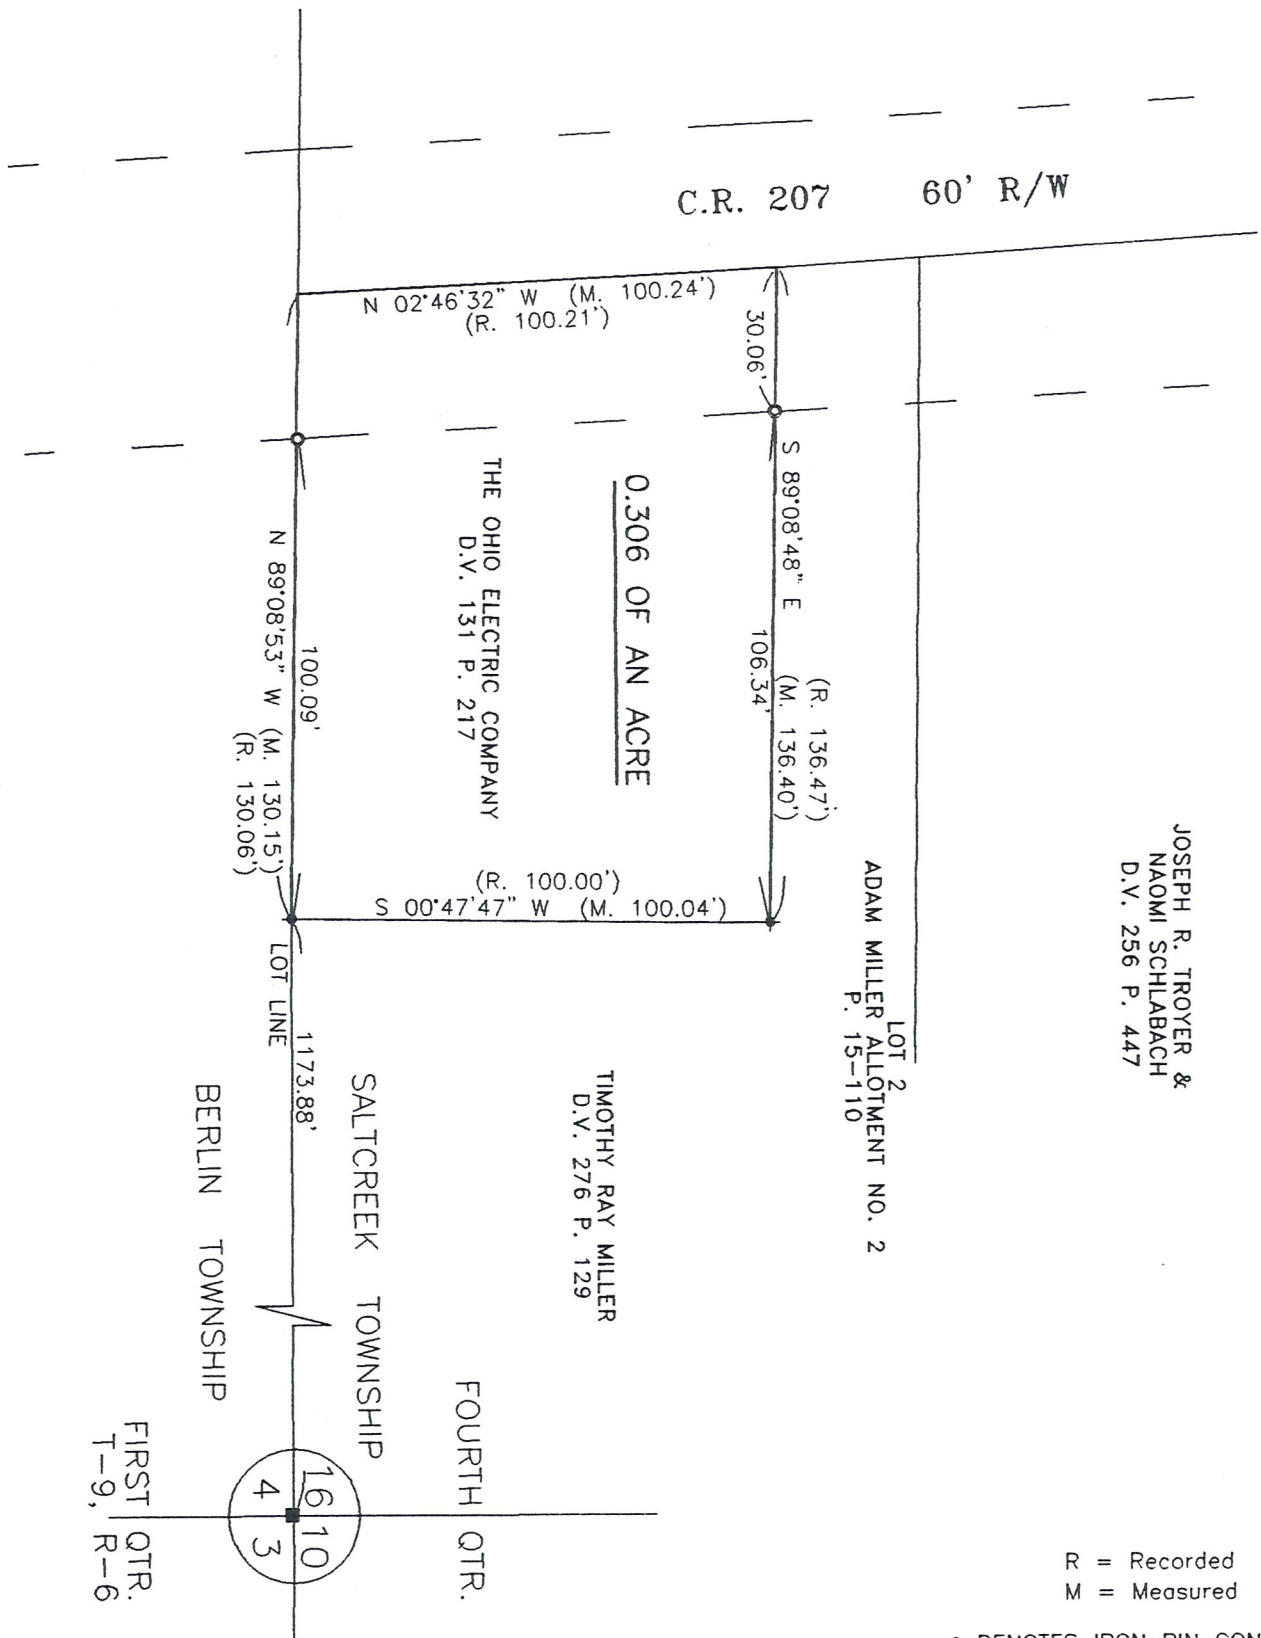 C.R. 207 60' R/W
N 02°46'32" W (M. 100.24')
(R. 100.21')
30.06'
S 89°08'48" E 106.34'
(R. 136.47')
(M. 136.40')
0.306 OF AN ACRE
THE OHIO ELECTRIC COMPANY
D.V. 131 P. 217
100.09'
N 89°08'53" W (M. 130.15')
(R. 130.06')
(R. 100.00')
S 00°47'47" W (M. 100.04')
JOSEPH R. TROYER &
NAOMI SCHLABACH
D.V. 256 P. 447
LOT 2
ADAM MILLER ALLOTMENT NO. 2
P. 15-110
TIMOTHY RAY MILLER
D.V. 276 P. 129
1173.88'
LOT LINE
SALTCREEK TOWNSHIP
BERLIN TOWNSHIP
FOURTH QTR.
16 10
4 3
FIRST QTR.
T-9, R-6
R = Recorded
M = Measured